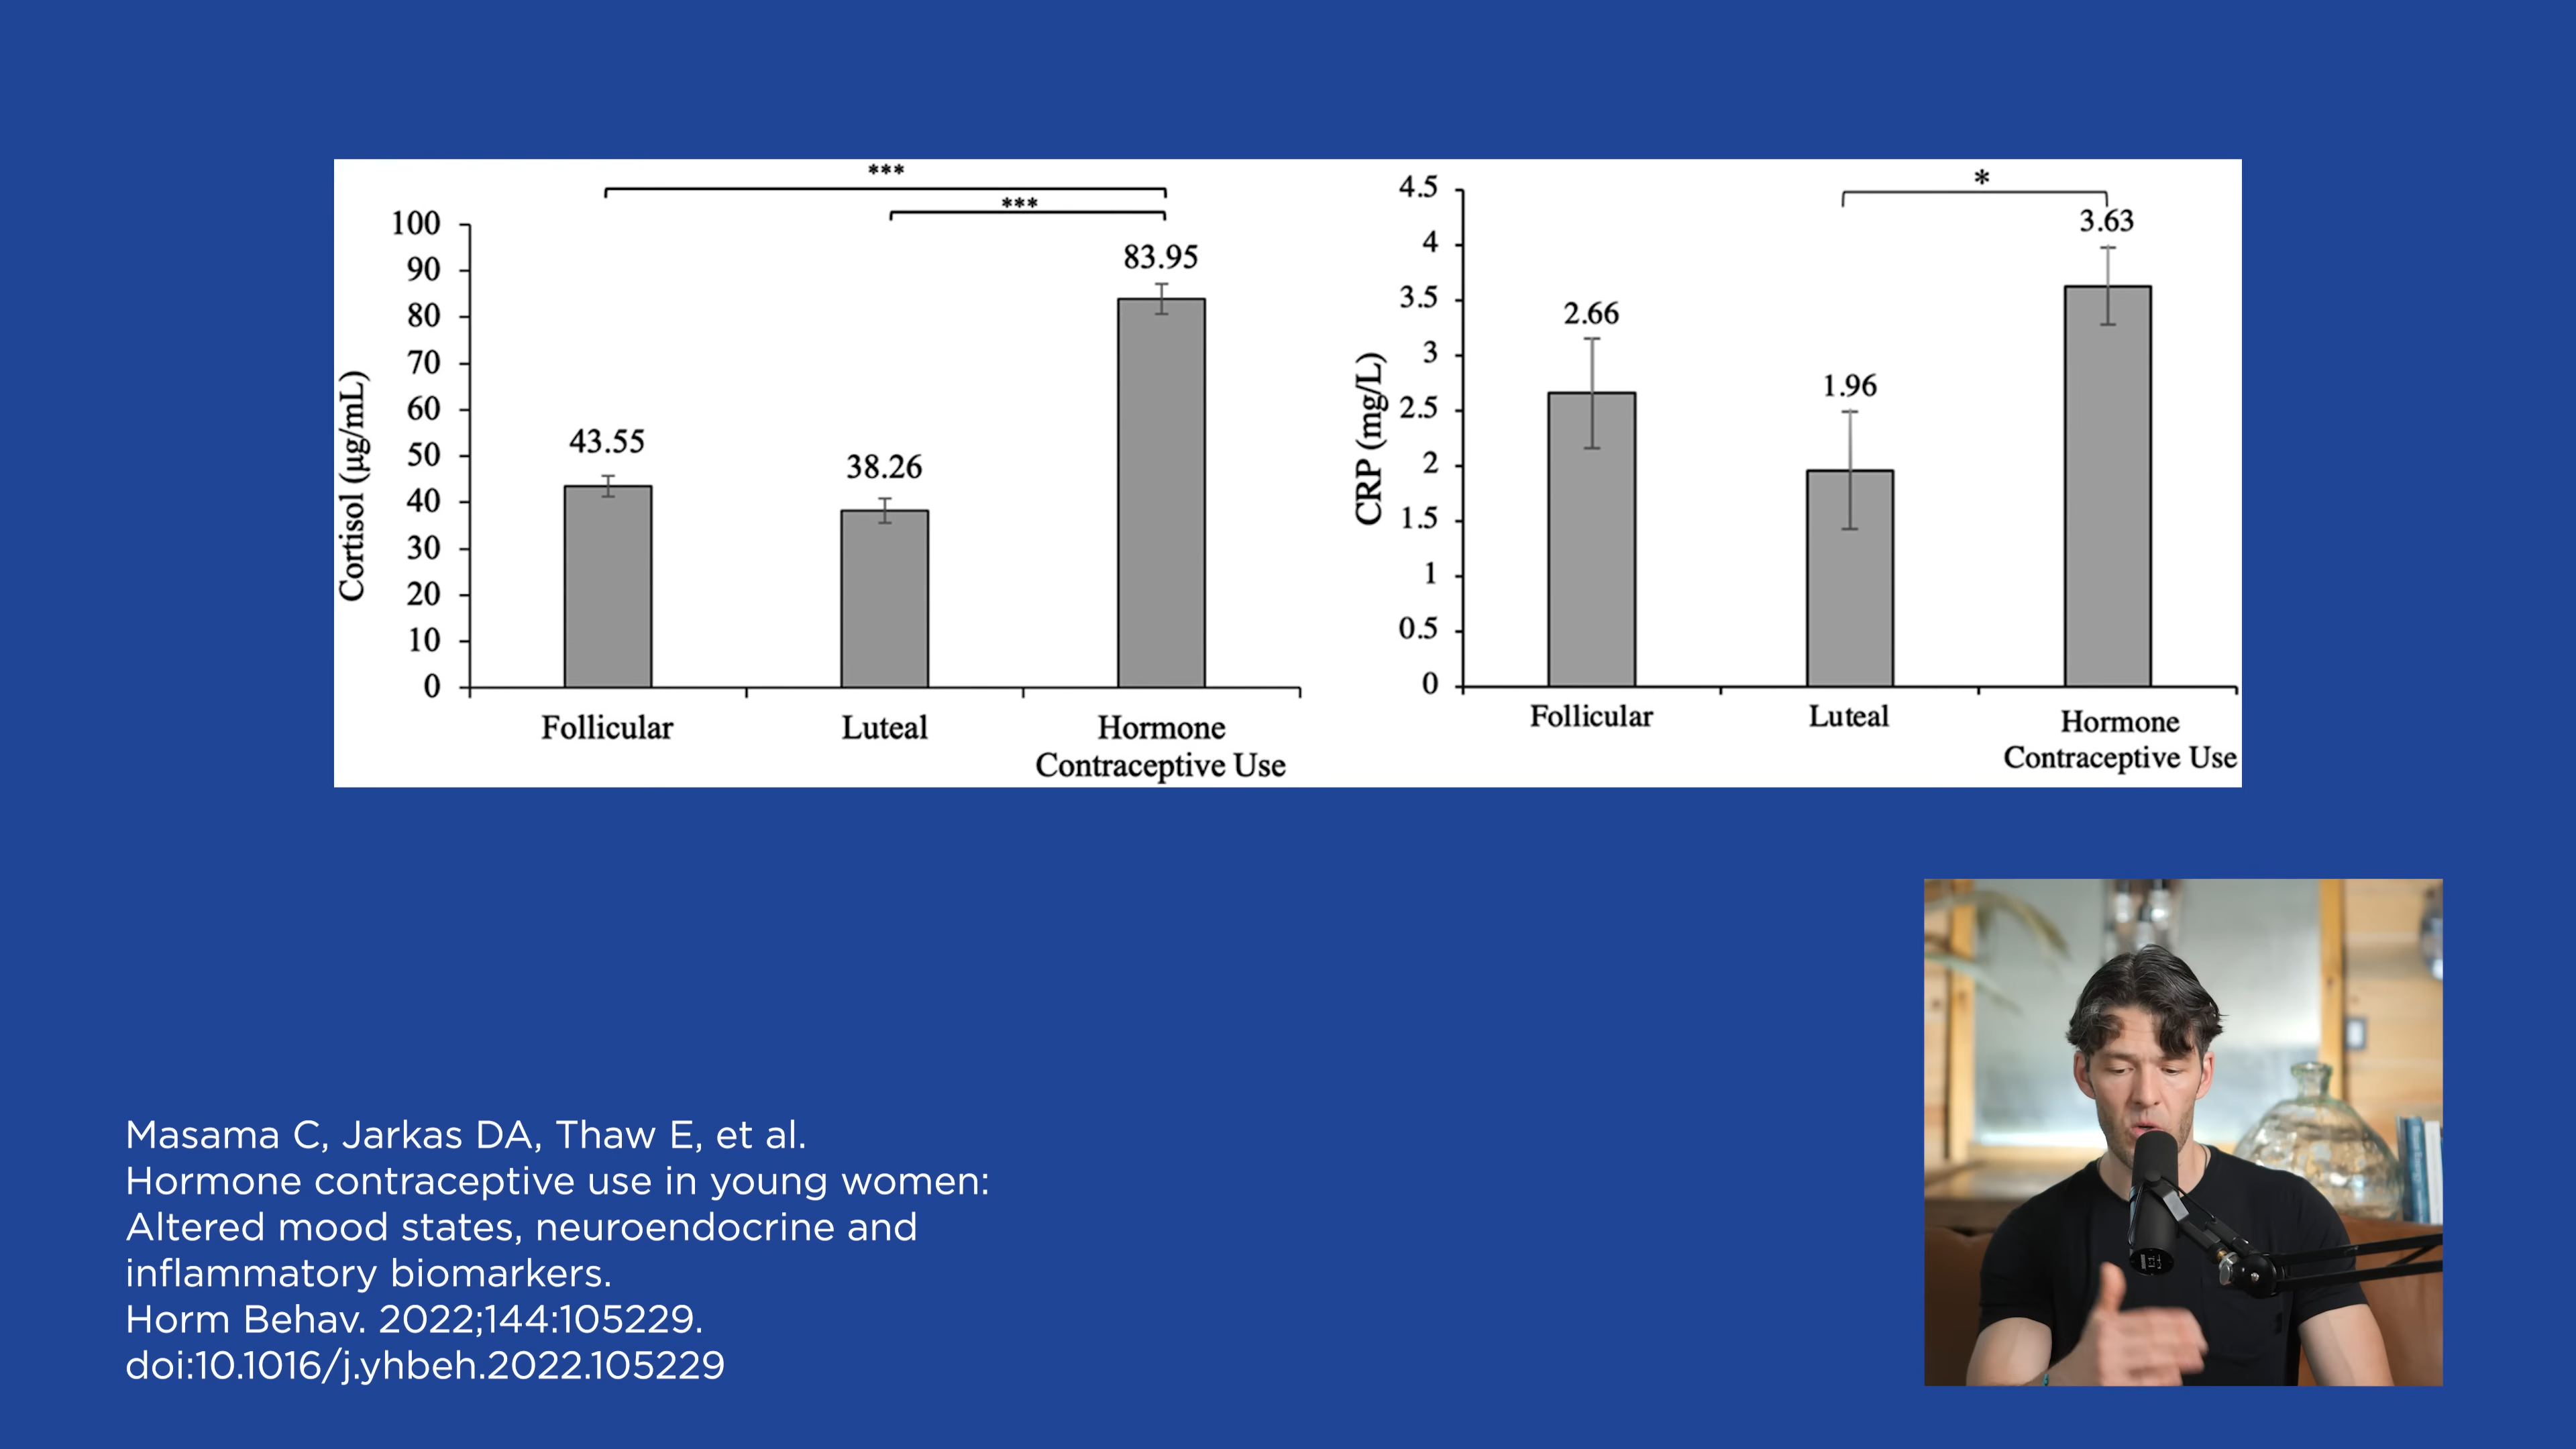 ***
***
100
90
80
70
60
50
40
30
20
10
0
Cortisol (µg/mL)
43.55
38.26
83.95
Follicular
Luteal
Hormone
Contraceptive Use
*
4.5
4
3.5
3
2.5
2
1.5
1
0.5
0
CRP (mg/L)
2.66
1.96
3.63
Follicular
Luteal
Hormone
Contraceptive Use
Masama C, Jarkas DA, Thaw E, et al.
Hormone contraceptive use in young women:
Altered mood states, neuroendocrine and
inflammatory biomarkers.
Horm Behav. 2022;144:105229.
doi:10.1016/j.yhbeh.2022.105229